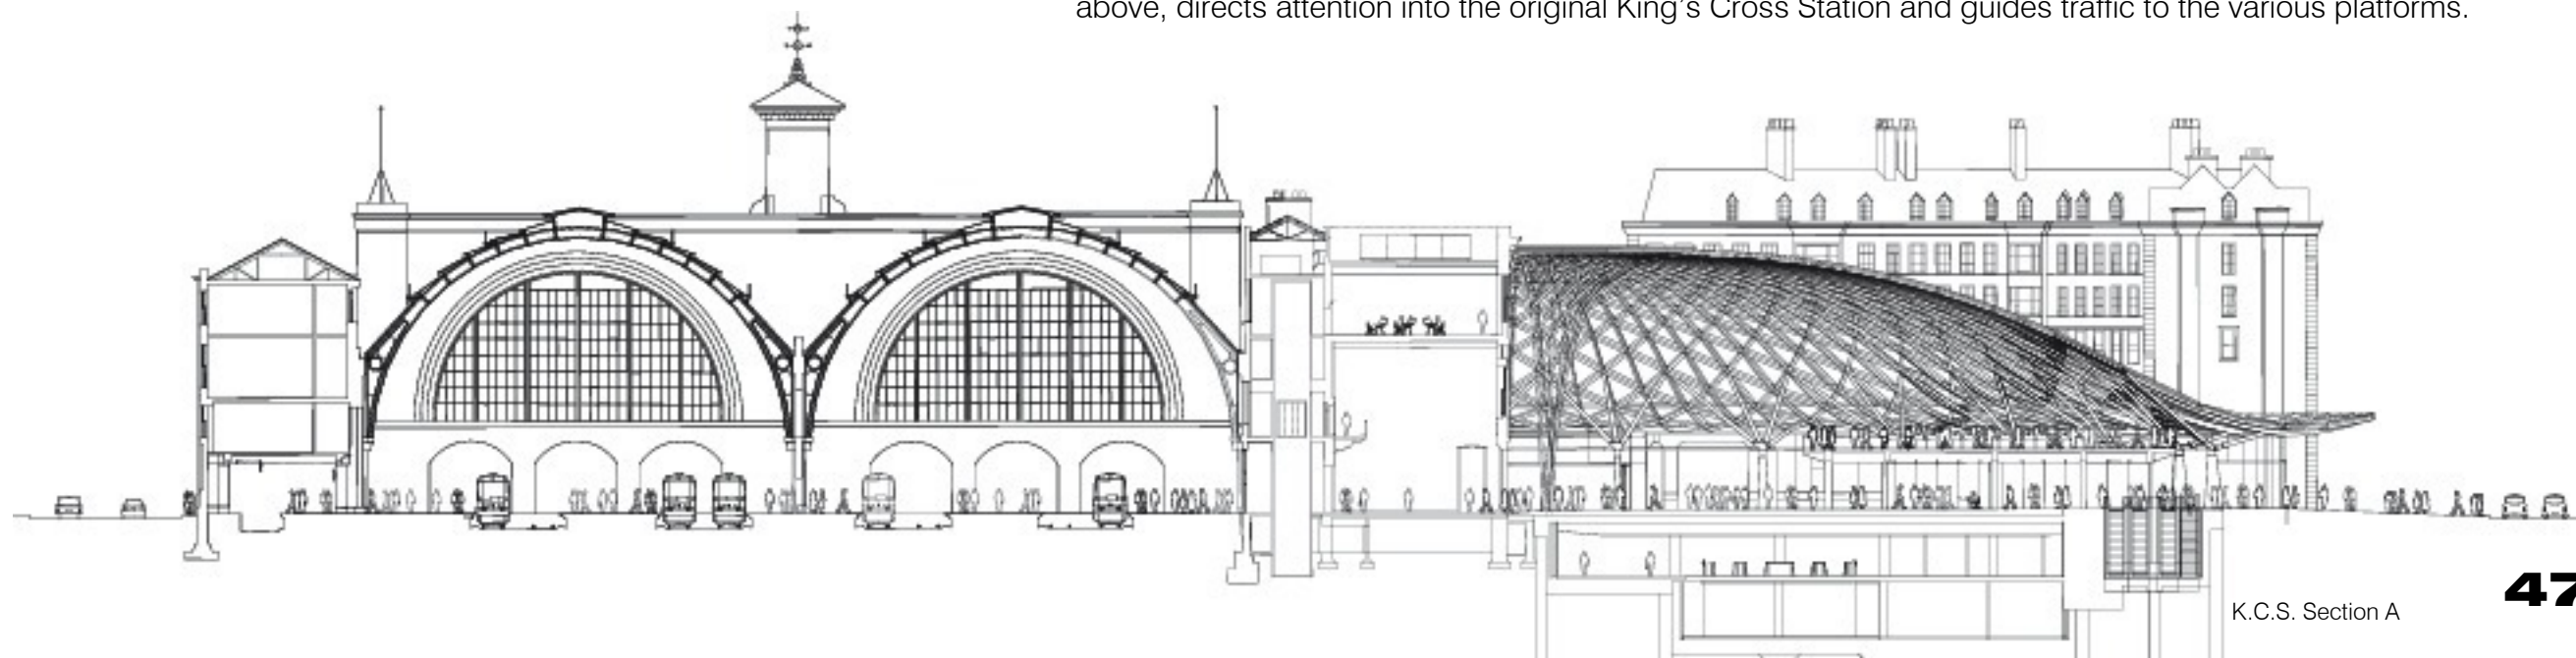 above, directs attention into the original King's Cross Station and guides traffic to the various platforms.
K.C.S. Section A
47